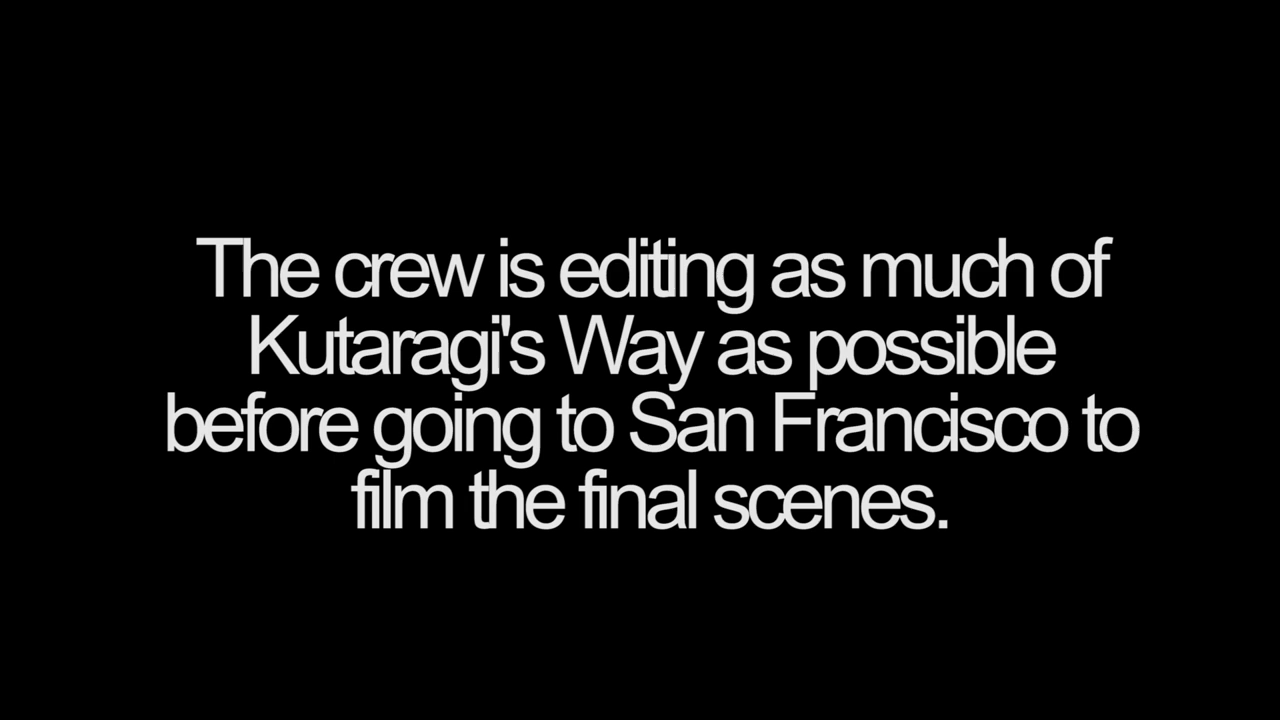 The crew is editing as much of
Kutaragi's Way as possible
before going to San Francisco to
film the final scenes.